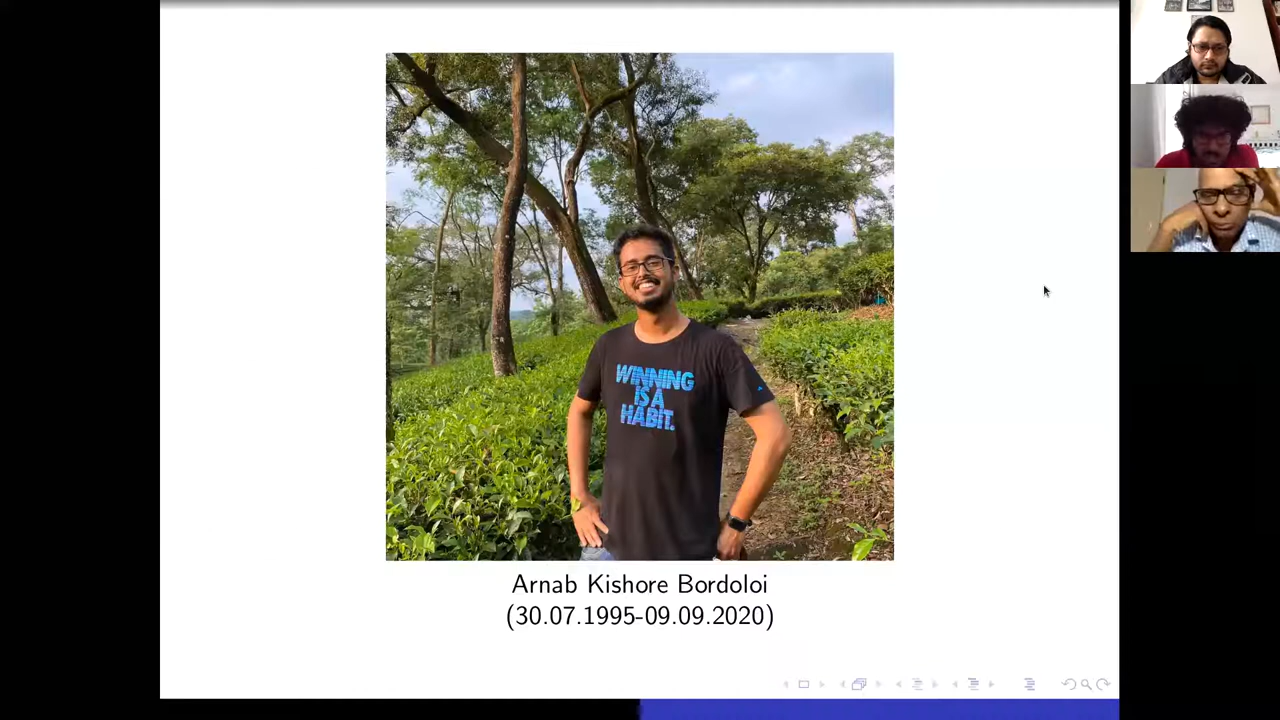 WINNING
IS A
HABIT.
Arnab Kishore Bordoloi
(30.07.1995-09.09.2020)